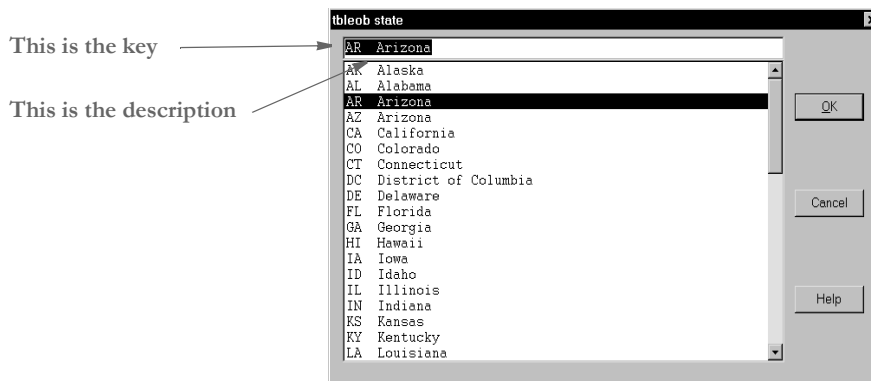 tbleob state
This is the key
AR Arizona
AK Alaska
This is the description
AL Alabama
AR Arizona
AZ Arizona
CA California
CO Colorado
CT Connecticut
DC District of Columbia
DE Delaware
FL Florida
GA Georgia
HI Hawaii
IA Iowa
ID Idaho
IL Illinois
IN Indiana
KS Kansas
KY Kentucky
LA Louisiana
OK
Cancel
Help